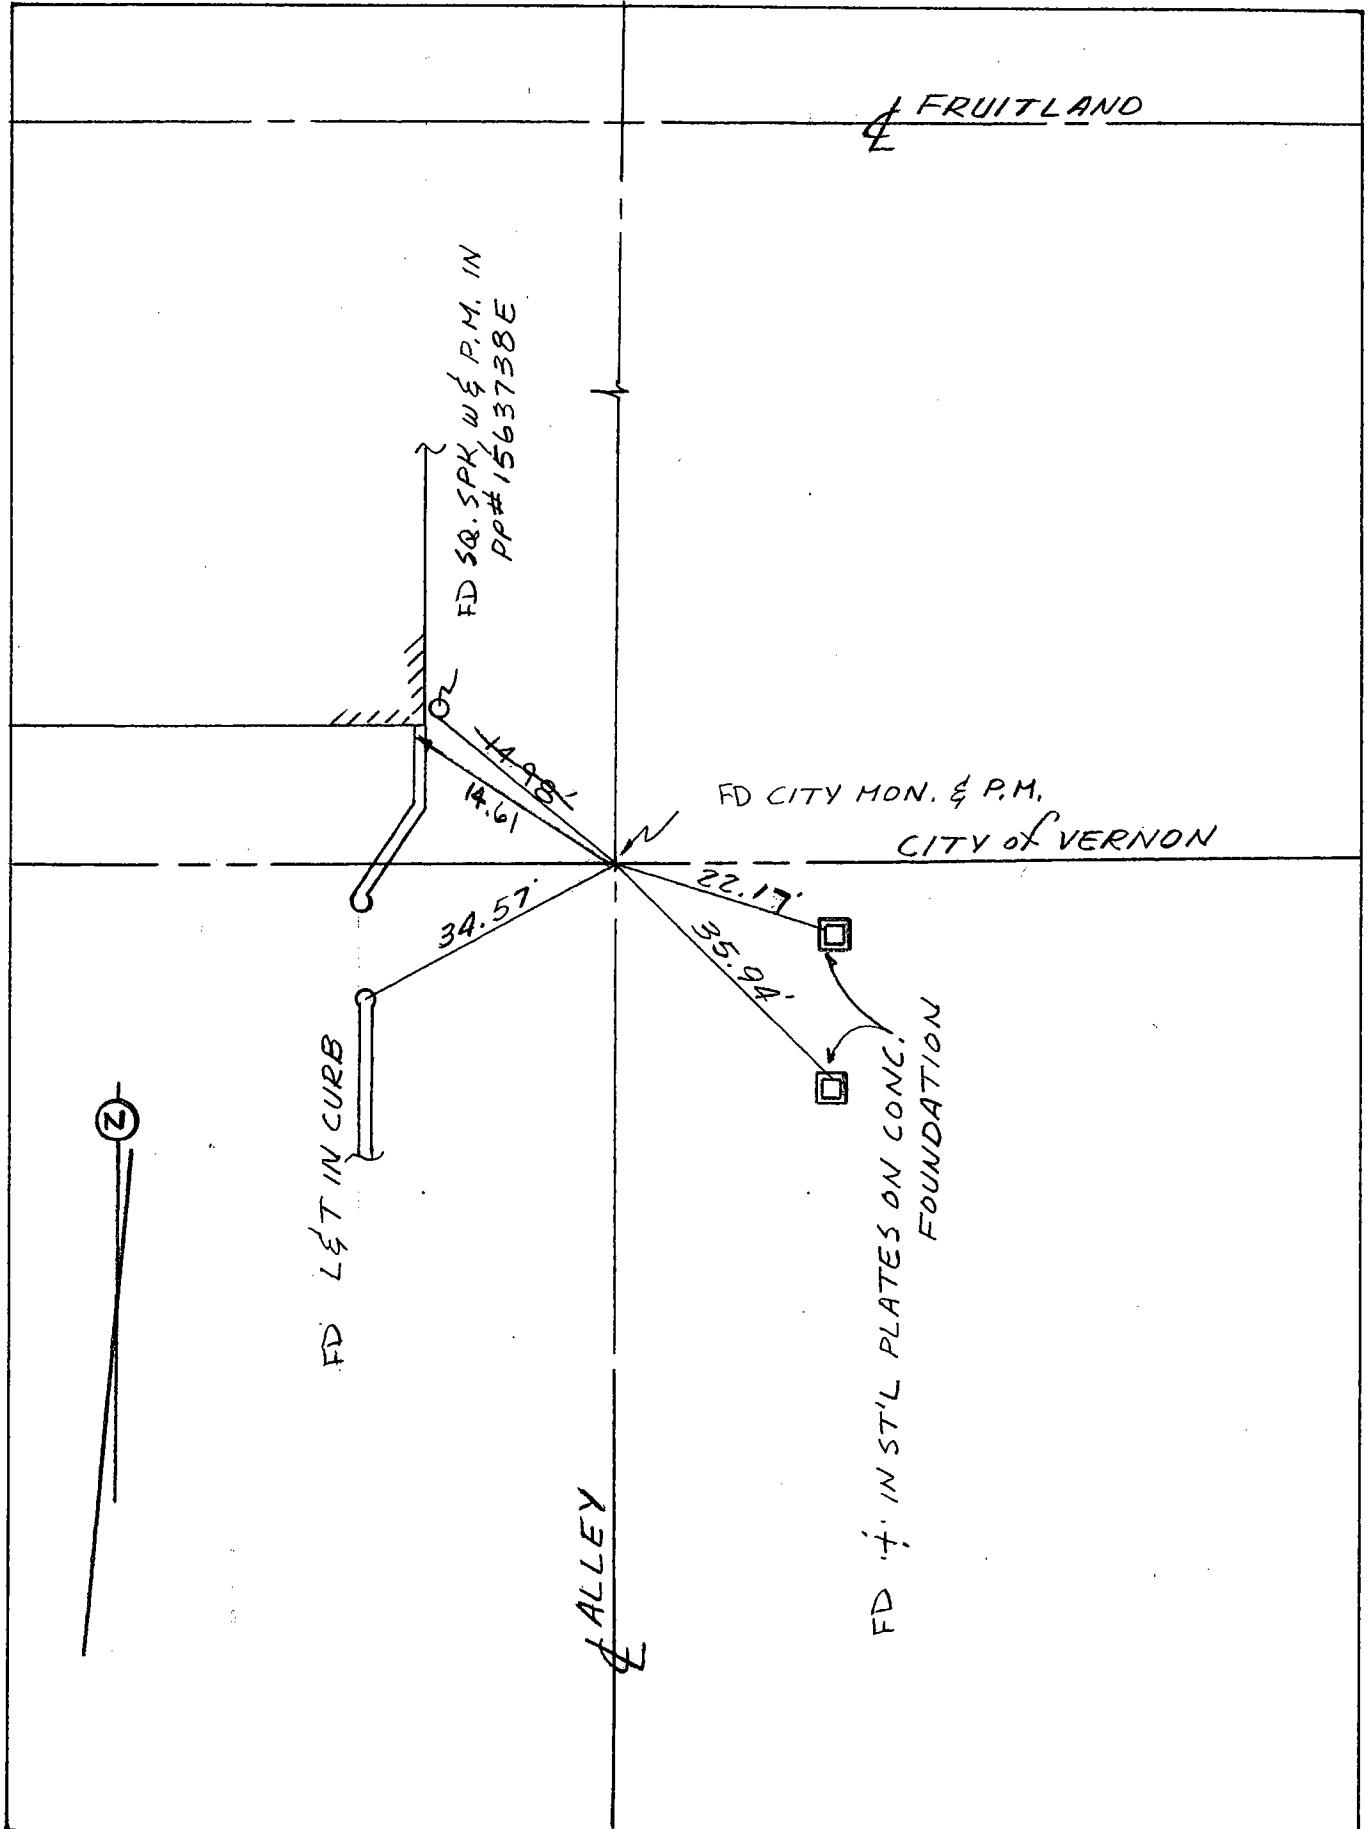 ℄ FRUITLAND
FD SQ. SPK, W & P.M. IN
PP# 1563738E
14.98'
14.61
FD CITY MON. & P.M.
CITY of VERNON
34.57'
22.17'
35.94'
FD L&T IN CURB
N
FD '+' IN ST'L PLATES ON CONC.
FOUNDATION
℄ ALLEY